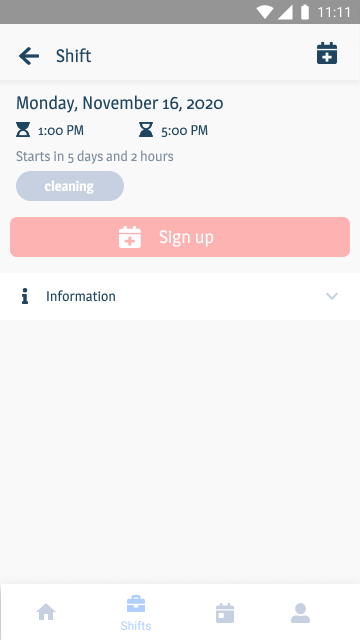 11:11
Shift
Monday, November 16, 2020
1:00 PM 5:00 PM
Starts in 5 days and 2 hours
cleaning
Sign up
Information
Shifts